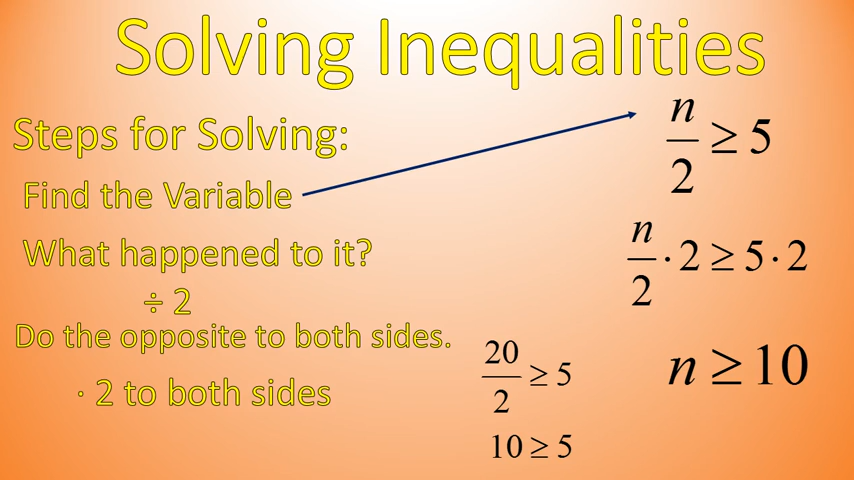 Solving Inequalities
Steps for Solving:
Find the Variable
What happened to it?
÷ 2
Do the opposite to both sides.
· 2 to both sides
n/2 ≥ 5
n/2 · 2 ≥ 5 · 2
n ≥ 10
20/2 ≥ 5
10 ≥ 5